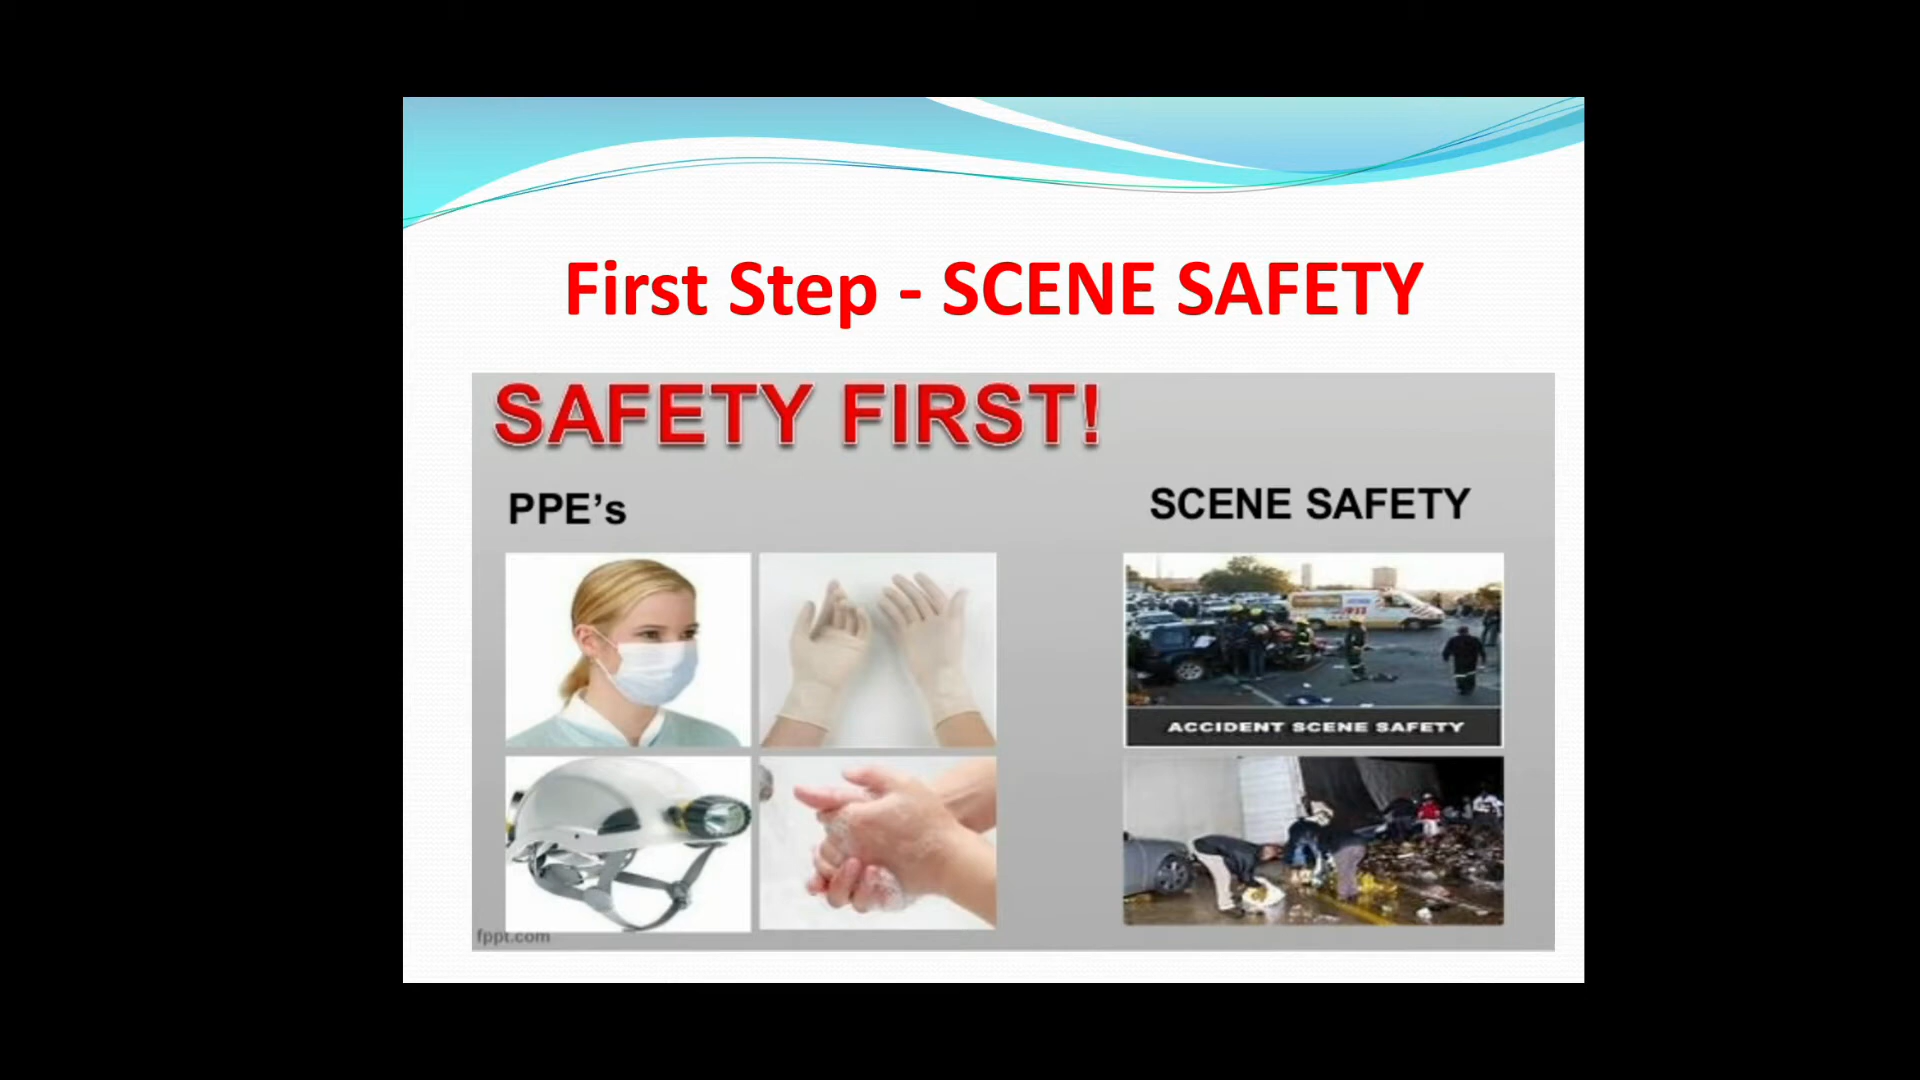 First Step - SCENE SAFETY
SAFETY FIRST!
PPE’s
SCENE SAFETY
ACCIDENT SCENE SAFETY
fppt.com